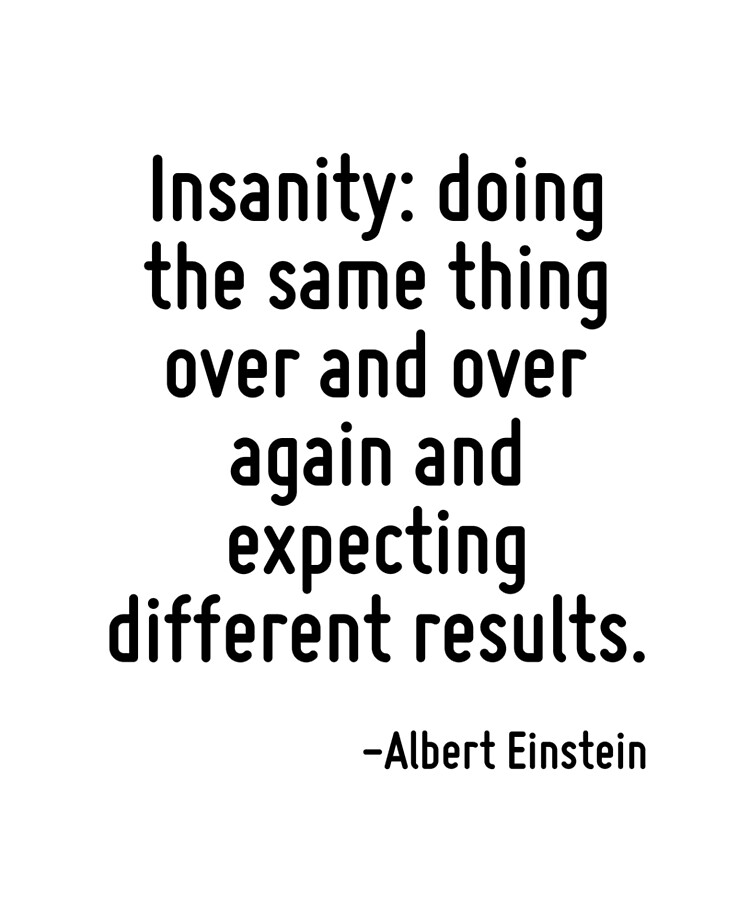 Insanity: doing
the same thing
over and over
again and
expecting
different results.
-Albert Einstein